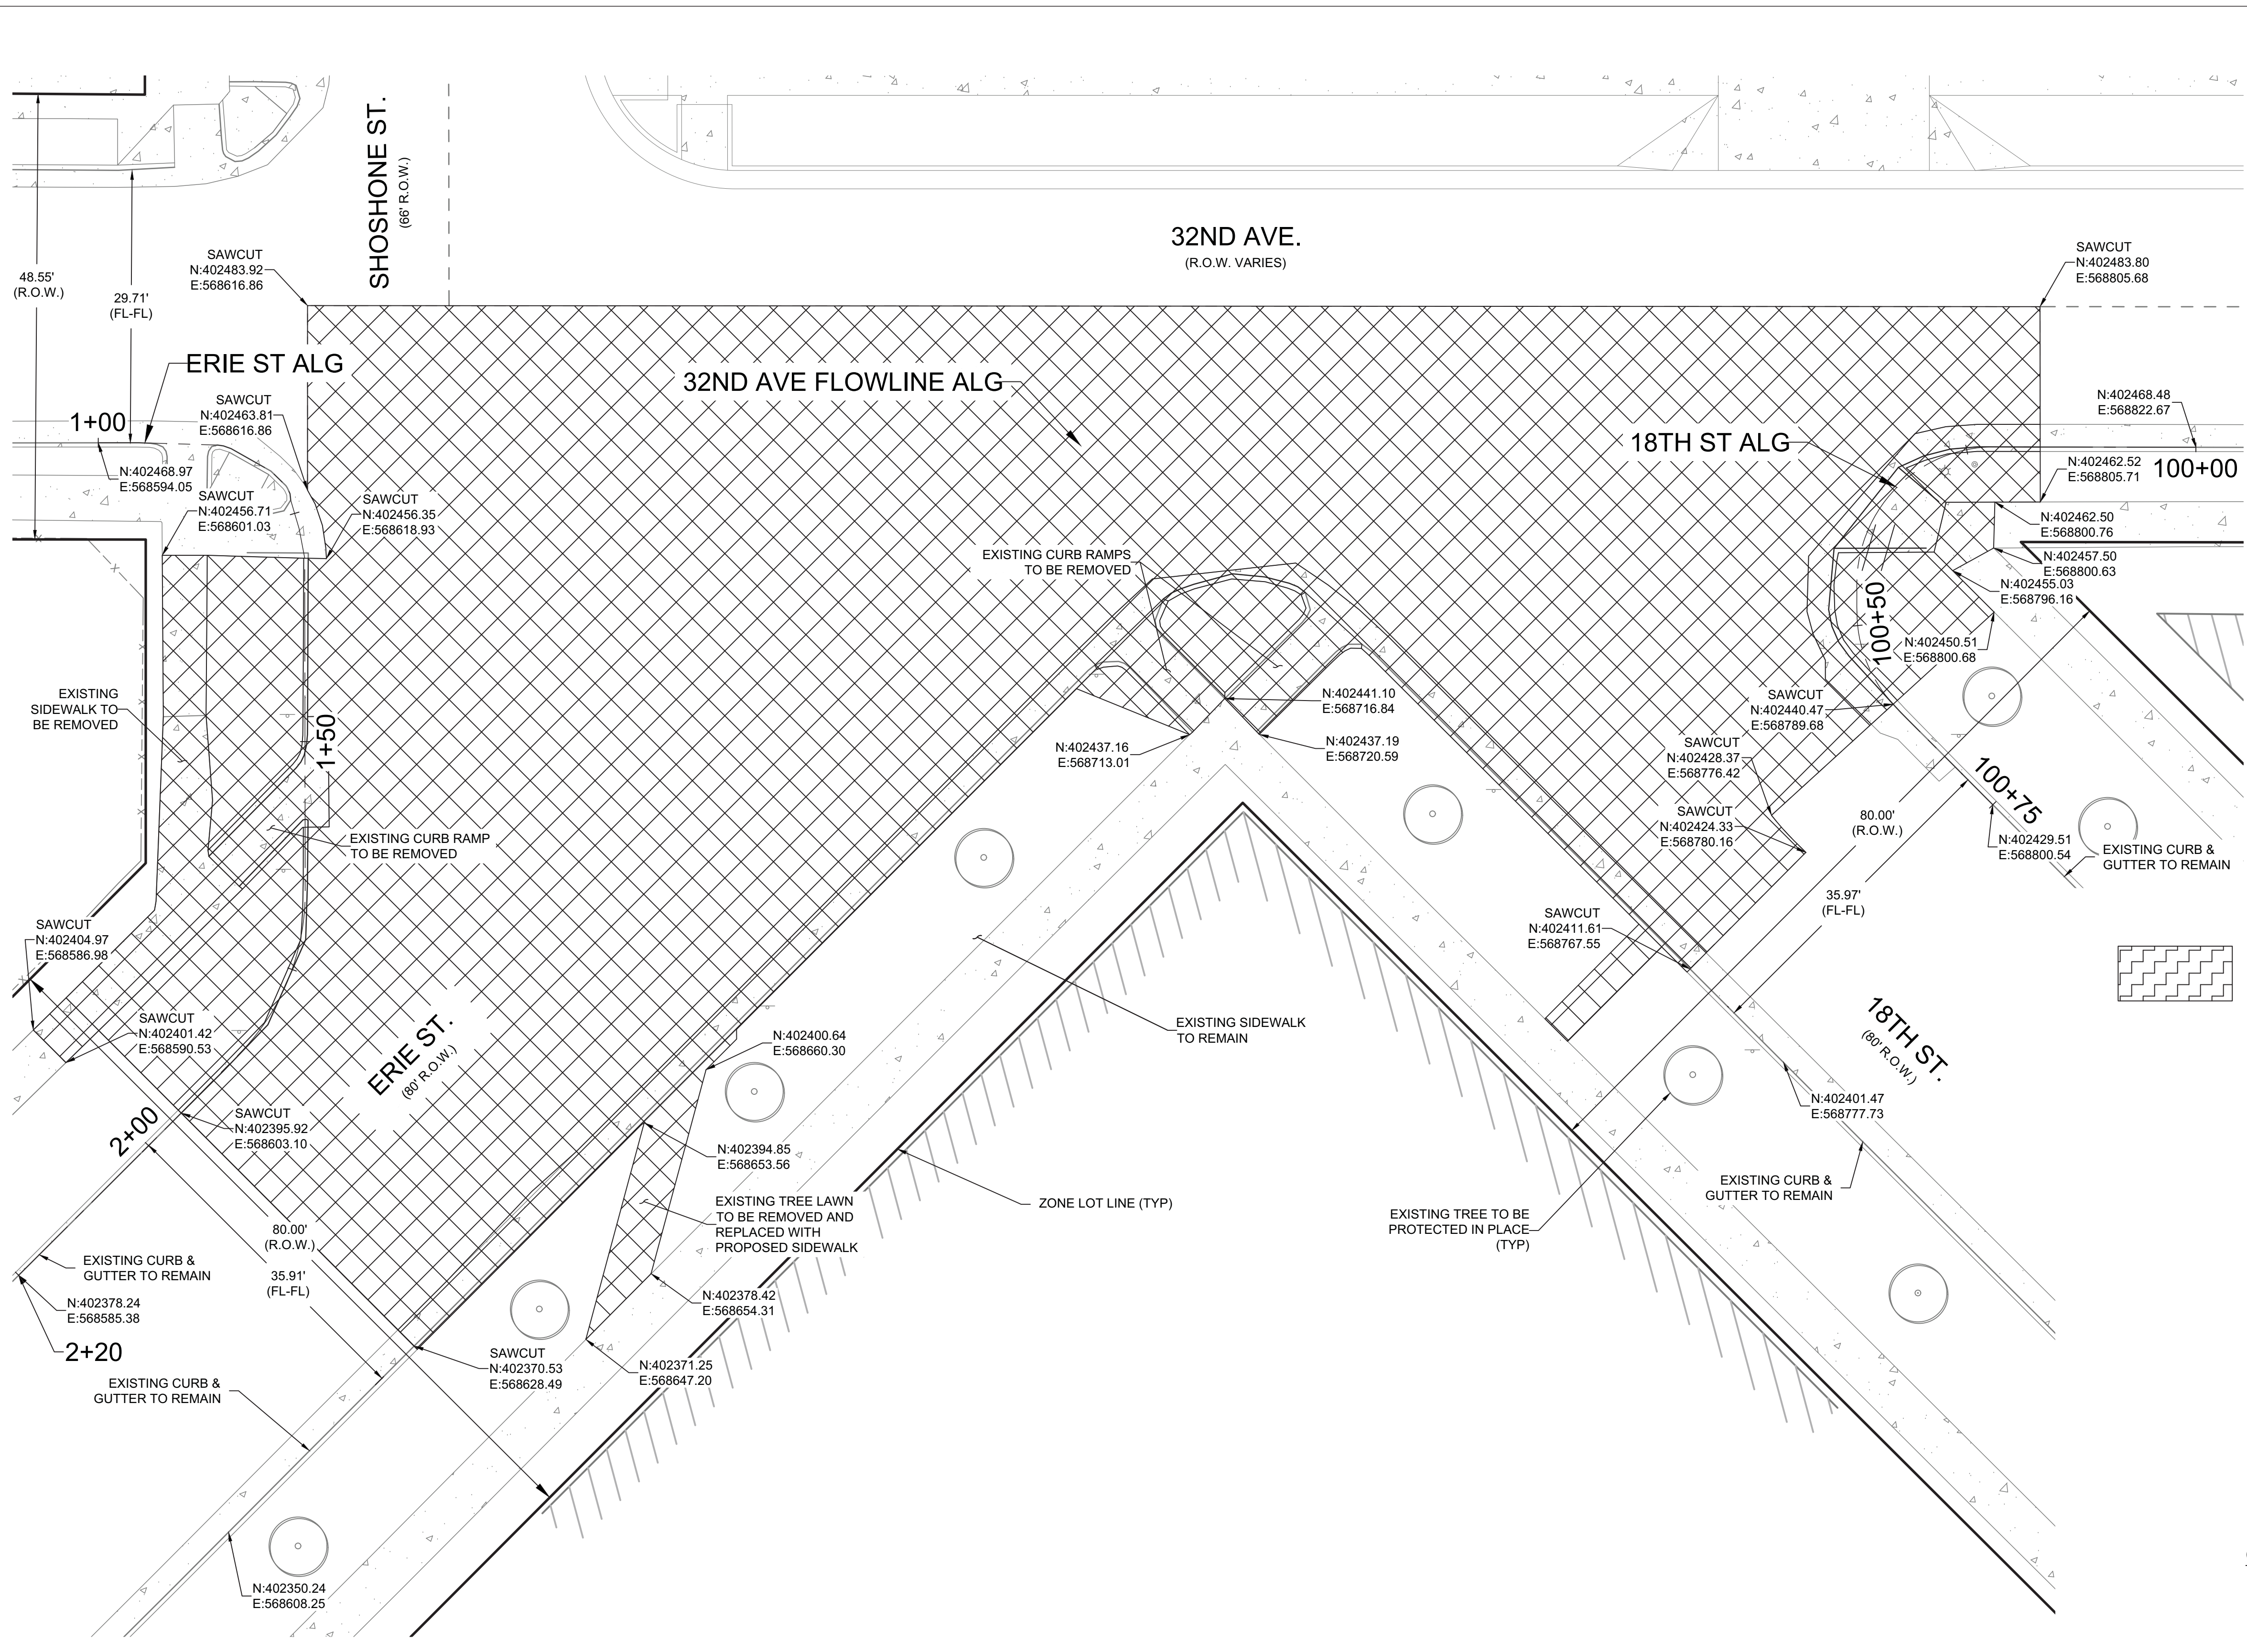 SHOSHONE ST.
(66' R.O.W.)
32ND AVE.
(R.O.W. VARIES)
48.55'
(R.O.W.)
29.71'
(FL-FL)
SAWCUT
N:402483.92
E:568616.86
SAWCUT
N:402483.80
E:568805.68
ERIE ST ALG
32ND AVE FLOWLINE ALG
18TH ST ALG
1+00
SAWCUT
N:402463.81
E:568616.86
N:402468.97
E:568594.05
SAWCUT
N:402456.71
E:568601.03
SAWCUT
N:402456.35
E:568618.93
N:402468.48
E:568822.67
100+00
N:402462.52
E:568805.71
N:402462.50
E:568800.76
N:402457.50
E:568800.63
N:402455.03
E:568796.16
EXISTING CURB RAMPS
TO BE REMOVED
100+50
N:402450.51
E:568800.68
EXISTING
SIDEWALK TO
BE REMOVED
1+50
N:402441.10
E:568716.84
N:402437.16
E:568713.01
N:402437.19
E:568720.59
SAWCUT
N:402440.47
E:568789.68
SAWCUT
N:402428.37
E:568776.42
SAWCUT
N:402424.33
E:568780.16
100+75
80.00'
(R.O.W.)
N:402429.51
E:568800.54
EXISTING CURB &
GUTTER TO REMAIN
EXISTING CURB RAMP
TO BE REMOVED
35.97'
(FL-FL)
SAWCUT
N:402404.97
E:568586.98
SAWCUT
N:402411.61
E:568767.55
SAWCUT
N:402401.42
E:568590.53
ERIE ST.
(80' R.O.W.)
N:402400.64
E:568660.30
EXISTING SIDEWALK
TO REMAIN
18TH ST.
(80' R.O.W.)
2+00
SAWCUT
N:402395.92
E:568603.10
N:402401.47
E:568777.73
N:402394.85
E:568653.56
EXISTING TREE LAWN
TO BE REMOVED AND
REPLACED WITH
PROPOSED SIDEWALK
ZONE LOT LINE (TYP)
EXISTING CURB &
GUTTER TO REMAIN
EXISTING TREE TO BE
PROTECTED IN PLACE
(TYP)
80.00'
(R.O.W.)
EXISTING CURB &
GUTTER TO REMAIN
35.91'
(FL-FL)
N:402378.24
E:568585.38
2+20
N:402378.42
E:568654.31
SAWCUT
N:402370.53
E:568628.49
N:402371.25
E:568647.20
EXISTING CURB &
GUTTER TO REMAIN
N:402350.24
E:568608.25